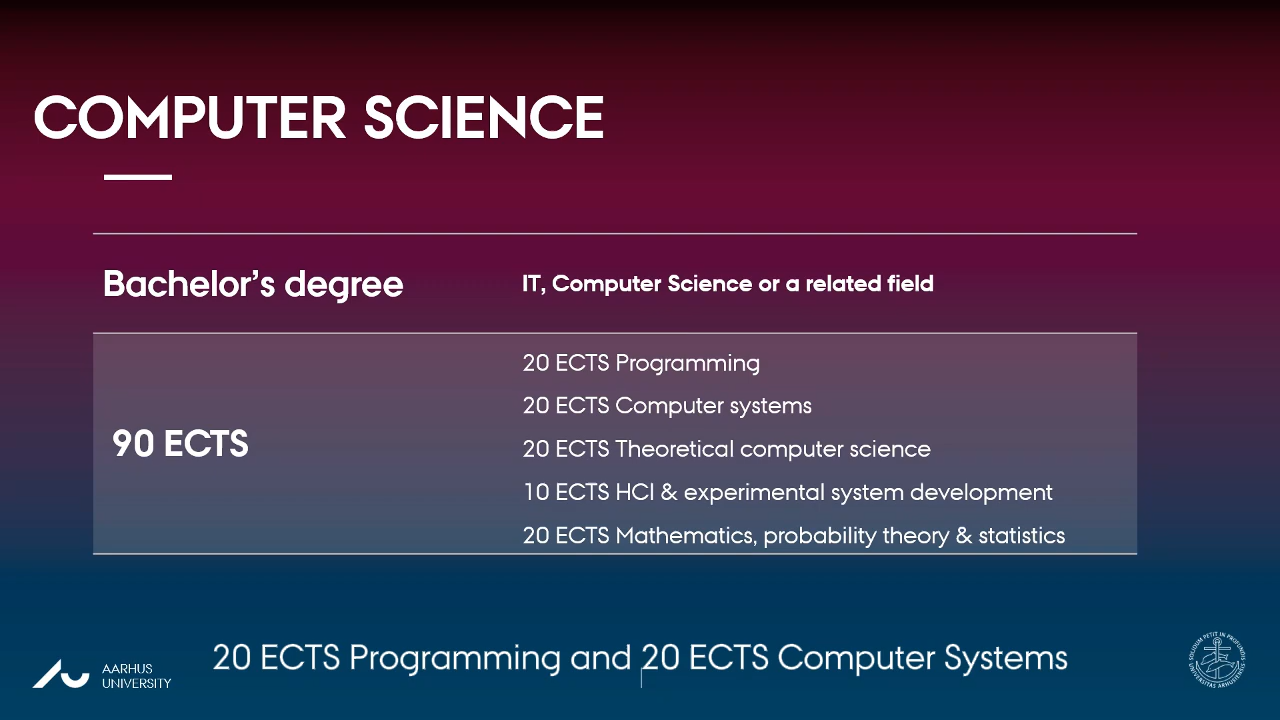 COMPUTER SCIENCE
Bachelor's degree
IT, Computer Science or a related field
90 ECTS
20 ECTS Programming
20 ECTS Computer systems
20 ECTS Theoretical computer science
10 ECTS HCI & experimental system development
20 ECTS Mathematics, probability theory & statistics
20 ECTS Programming and 20 ECTS Computer Systems
AARHUS
UNIVERSITY